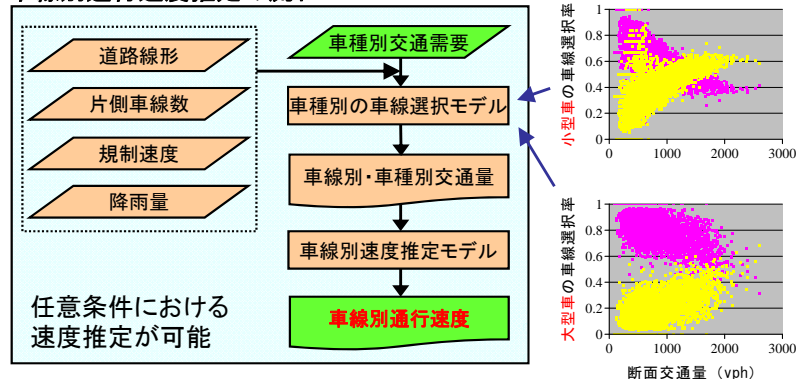 道路線形
片側車線数
規制速度
降雨量
車種別交通需要
車種別の車線選択モデル
車線別・車種別交通量
車線別速度推定モデル
車線別通行速度
任意条件における
速度推定が可能
小型車の車線選択率
1
0.8
0.6
0.4
0.2
0
0
1000
2000
3000
大型車の車線選択率
1
0.8
0.6
0.4
0.2
0
0
1000
2000
3000
断面交通量（vph）